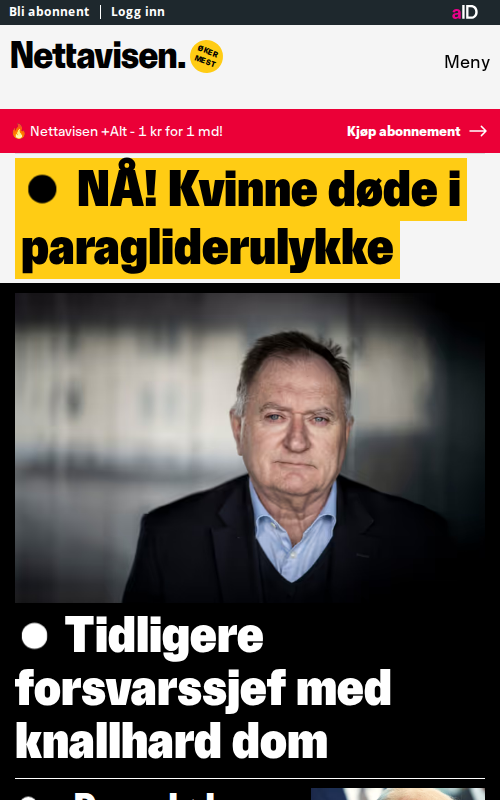 Bli abonnent | Logg inn
aID
Nettavisen.
ØKER
MEST
Meny
Nettavisen +Alt - 1 kr for 1 md!
Kjøp abonnement
NÅ! Kvinne døde i
paragliderulykke
Tidligere
forsvarssjef med
knallhard dom